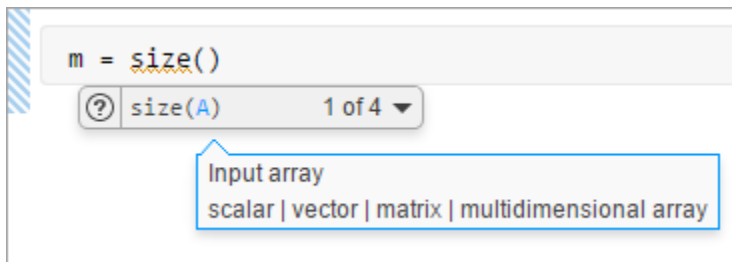 m = size()
? size(A) 1 of 4
Input array
scalar | vector | matrix | multidimensional array